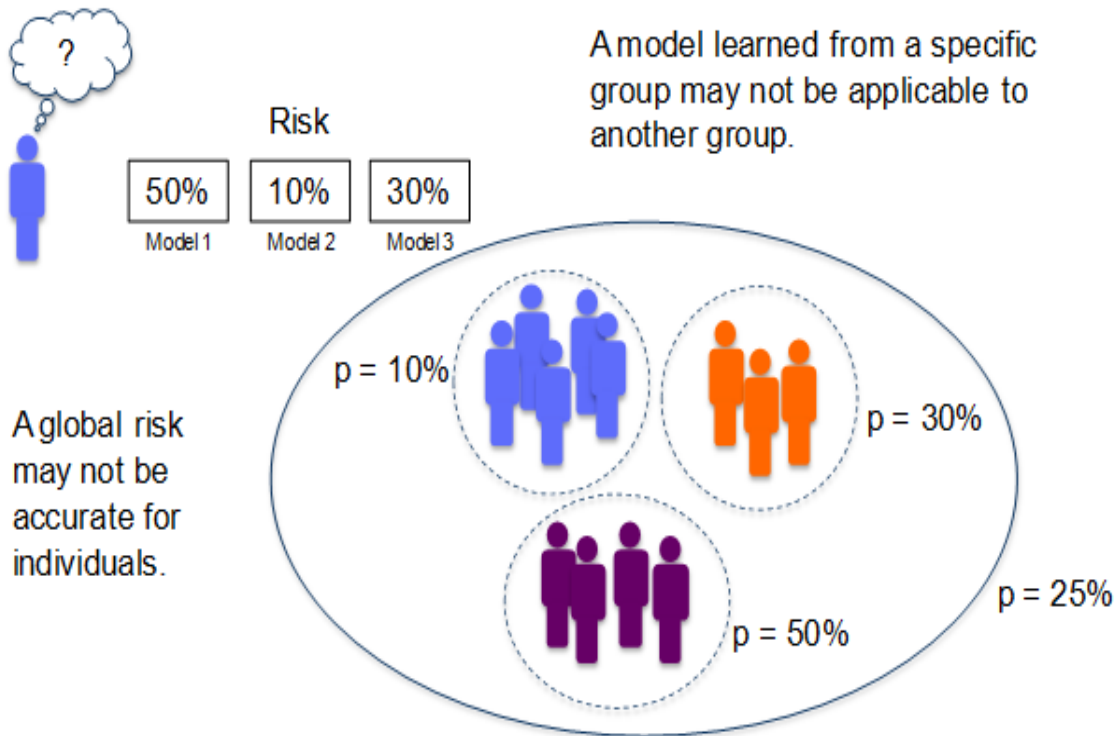 ?
A model learned from a specific
group may not be applicable to
another group.
Risk
50%
10%
30%
Model 1
Model 2
Model 3
p = 10%
p = 30%
A global risk
may not be
accurate for
individuals.
p = 25%
p = 50%